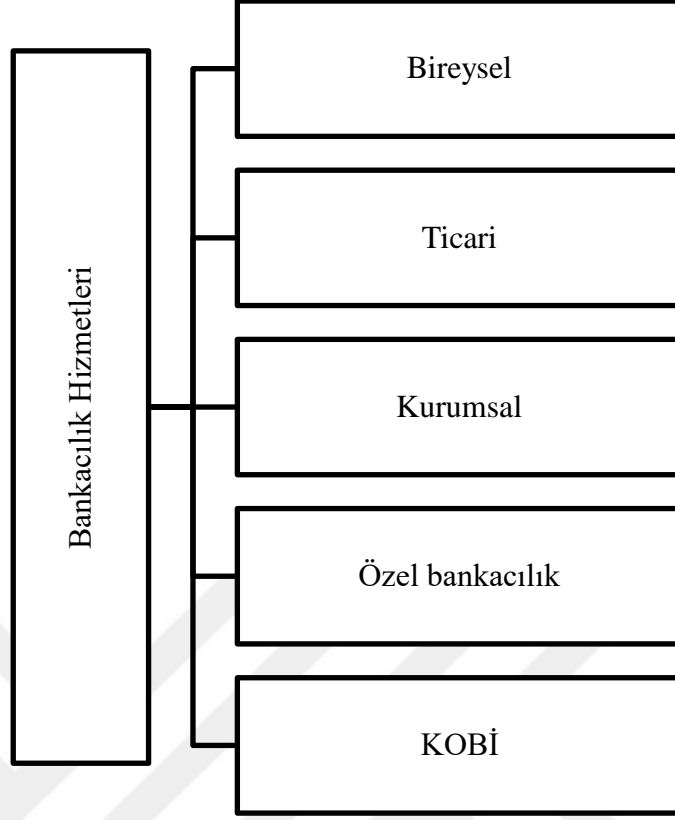 Bankacılık Hizmetleri
Bireysel
Ticari
Kurumsal
Özel bankacılık
KOBİ